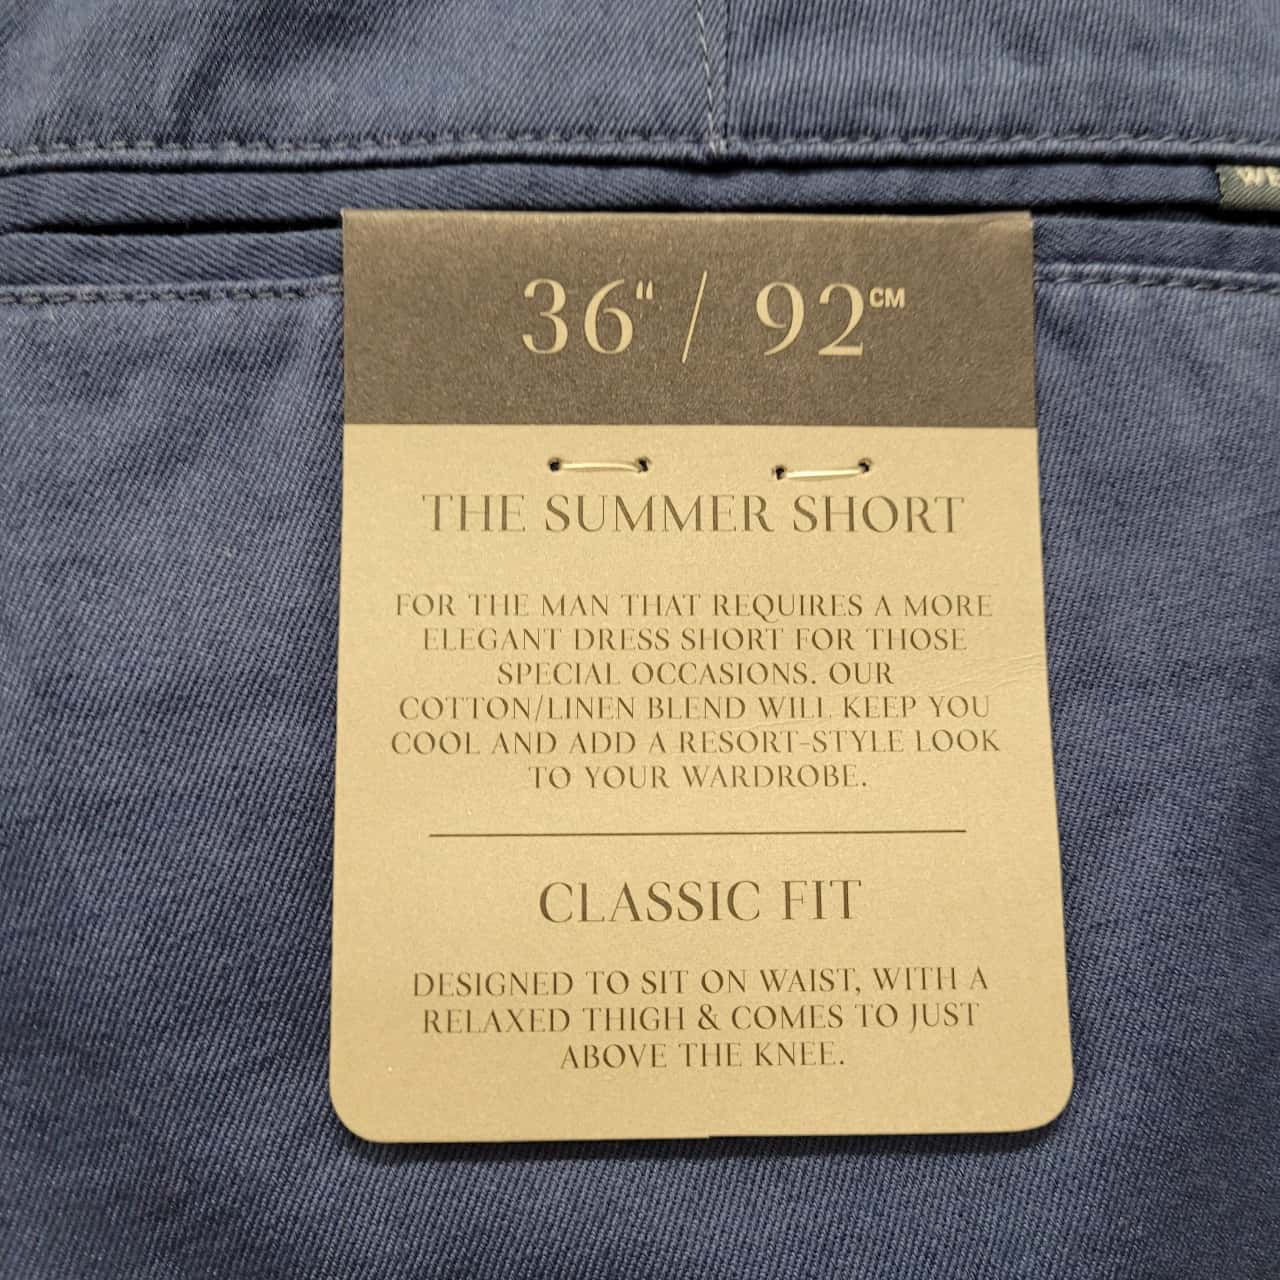 36" / 92CM
THE SUMMER SHORT
FOR THE MAN THAT REQUIRES A MORE
ELEGANT DRESS SHORT FOR THOSE
SPECIAL OCCASIONS. OUR
COTTON/LINEN BLEND WILL KEEP YOU
COOL AND ADD A RESORT-STYLE LOOK
TO YOUR WARDROBE.
CLASSIC FIT
DESIGNED TO SIT ON WAIST, WITH A
RELAXED THIGH & COMES TO JUST
ABOVE THE KNEE.